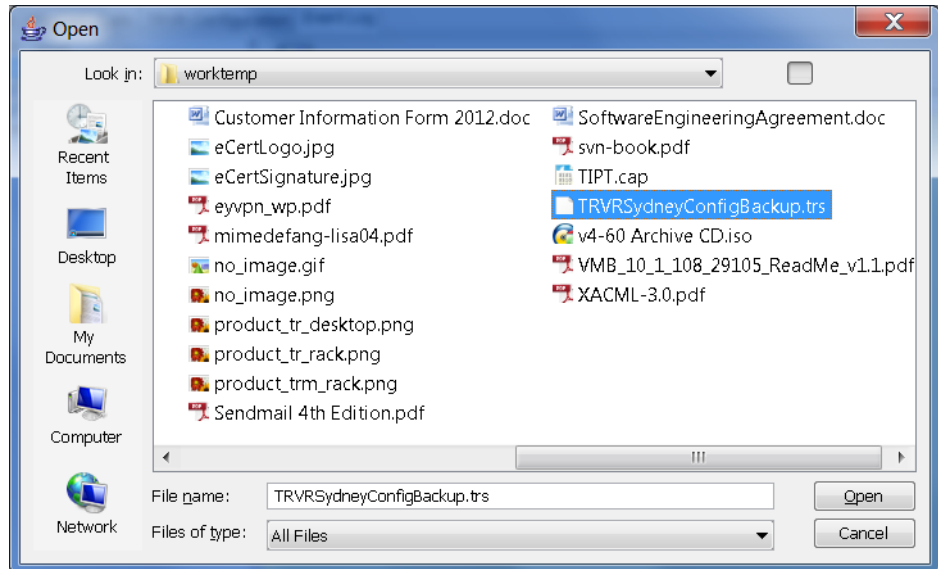 Open
Look in:
worktemp
Recent
Items
Desktop
My
Documents
Computer
Network
Customer Information Form 2012.doc
eCertLogo.jpg
eCertSignature.jpg
eyvpn_wp.pdf
mimedefang-lisa04.pdf
no_image.gif
no_image.png
product_tr_desktop.png
product_tr_rack.png
product_trm_rack.png
Sendmail 4th Edition.pdf
SoftwareEngineeringAgreement.doc
svn-book.pdf
TIPT.cap
TRVRSydneyConfigBackup.trs
v4-60 Archive CD.iso
VMB_10_1_108_29105_ReadMe_v1.1.pdf
XACML-3.0.pdf
File name:
TRVRSydneyConfigBackup.trs
Open
Files of type:
All Files
Cancel